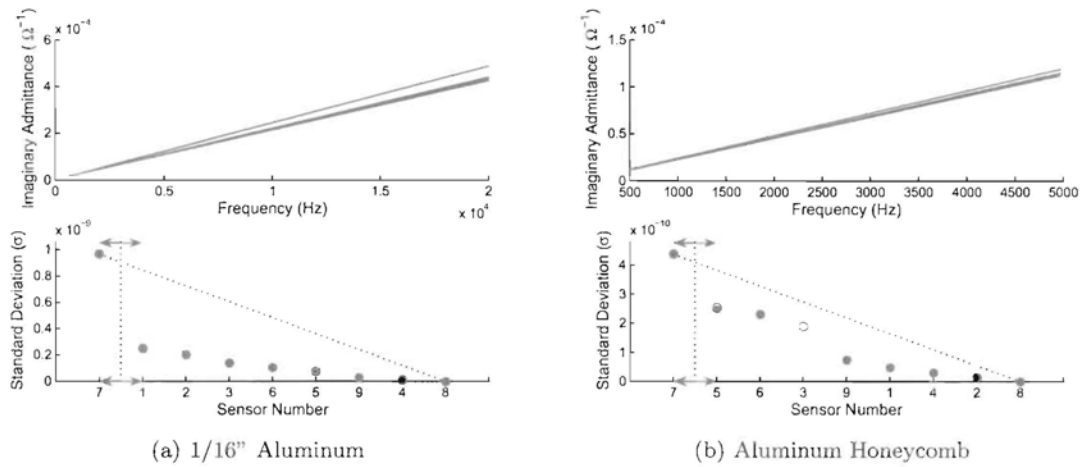 x 10⁻⁴
Imaginary Admittance ( Ω⁻¹)
6
4
2
0
0.5
1
1.5
2
Frequency (Hz)
x 10⁴
x 10⁻⁹
Standard Deviation (σ)
1
0.8
0.6
0.4
0.2
0
7 1 2 3 6 5 9 4 8
Sensor Number
(a) 1/16" Aluminum
x 10⁻⁴
Imaginary Admittance ( Ω⁻¹)
1.5
1
0.5
0
500 1000 1500 2000 2500 3000 3500 4000 4500 5000
Frequency (Hz)
x 10⁻¹⁰
Standard Deviation (σ)
4
3
2
1
0
7 5 6 3 9 1 4 2 8
Sensor Number
(b) Aluminum Honeycomb